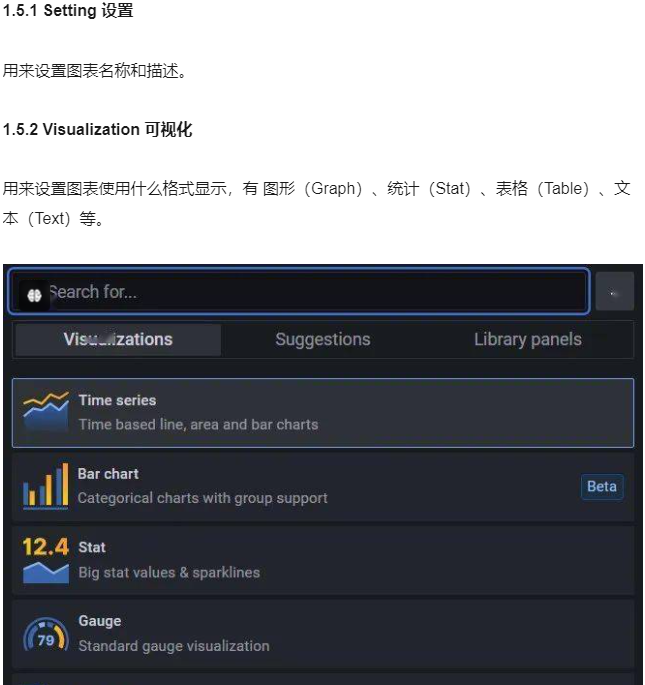 1.5.1 Setting 设置
用来设置图表名称和描述。
1.5.2 Visualization 可视化
用来设置图表使用什么格式显示，有 图形（Graph）、统计（Stat）、表格（Table）、文
本（Text）等。
Search for...
Visualizations
Suggestions
Library panels
Time series
Time based line, area and bar charts
Bar chart
Categorical charts with group support
Beta
12.4
Stat
Big stat values & sparklines
Gauge
79
Standard gauge visualization